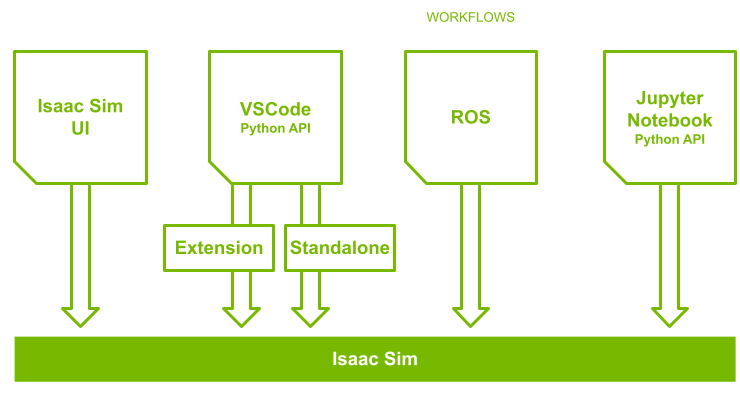 WORKFLOWS
Isaac Sim
UI
VSCode
Python API
ROS
Jupyter
Notebook
Python API
Extension
Standalone
Isaac Sim